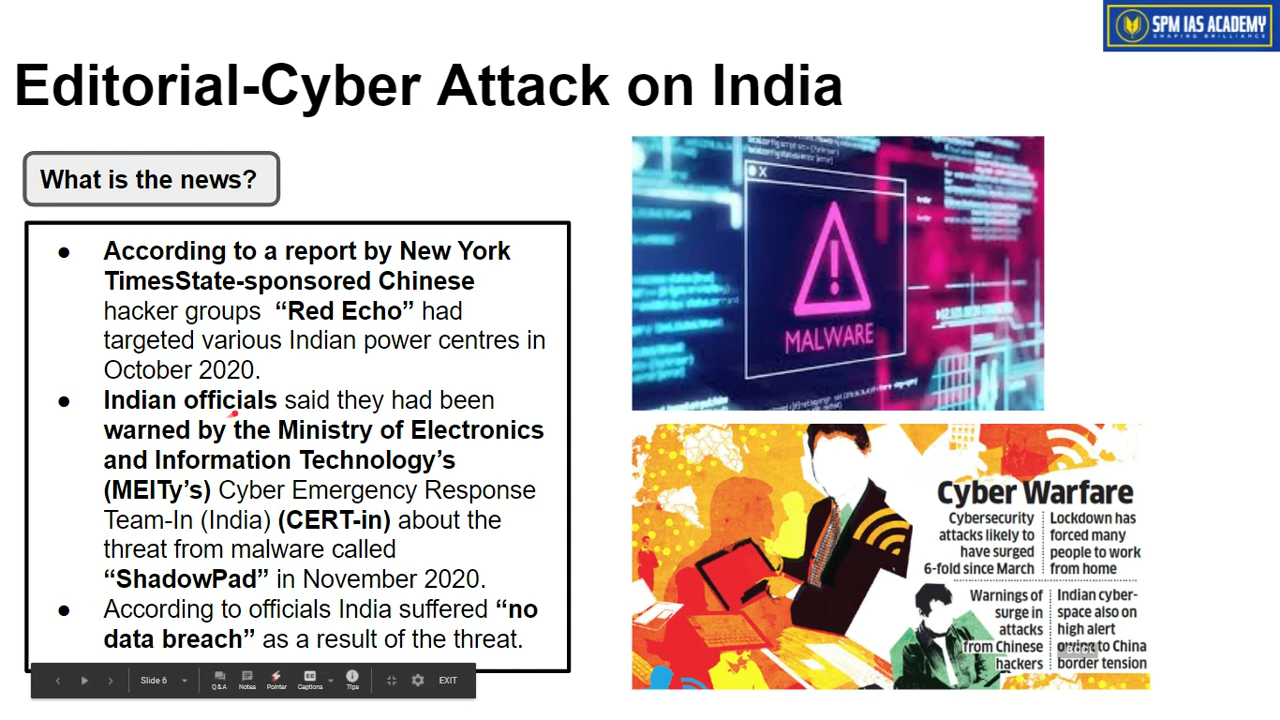 SPM IAS ACADEMY
SHAPING BRILLIANCE
Editorial-Cyber Attack on India
What is the news?
● According to a report by New York
TimesState-sponsored Chinese
hacker groups “Red Echo” had
targeted various Indian power centres in
October 2020.
● Indian officials said they had been
warned by the Ministry of Electronics
and Information Technology’s
(MEITy’s) Cyber Emergency Response
Team-In (India) (CERT-in) about the
threat from malware called
“ShadowPad” in November 2020.
● According to officials India suffered “no
data breach” as a result of the threat.
X
MALWARE
Cyber Warfare
Cybersecurity
attacks likely to
have surged
6-fold since March
Lockdown has
forced many
people to work
from home
Warnings of
surge in
attacks
from Chinese
hackers
Indian cyber-
space also on
high alert
to China
border tension
Slide 6
Q&A
Notes
Pointer
Captions
Tips
EXIT